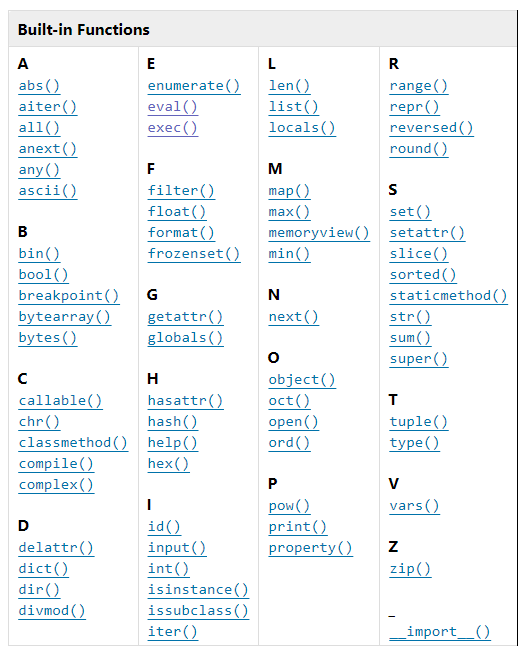 Built-in Functions
A
abs()
aiter()
all()
anext()
any()
ascii()
B
bin()
bool()
breakpoint()
bytearray()
bytes()
C
callable()
chr()
classmethod()
compile()
complex()
D
delattr()
dict()
dir()
divmod()
E
enumerate()
eval()
exec()
F
filter()
float()
format()
frozenset()
G
getattr()
globals()
H
hasattr()
hash()
help()
hex()
I
id()
input()
int()
isinstance()
issubclass()
iter()
L
len()
list()
locals()
M
map()
max()
memoryview()
min()
N
next()
O
object()
oct()
open()
ord()
P
pow()
print()
property()
R
range()
repr()
reversed()
round()
S
set()
setattr()
slice()
sorted()
staticmethod()
str()
sum()
super()
T
tuple()
type()
V
vars()
Z
zip()
_
__import__()